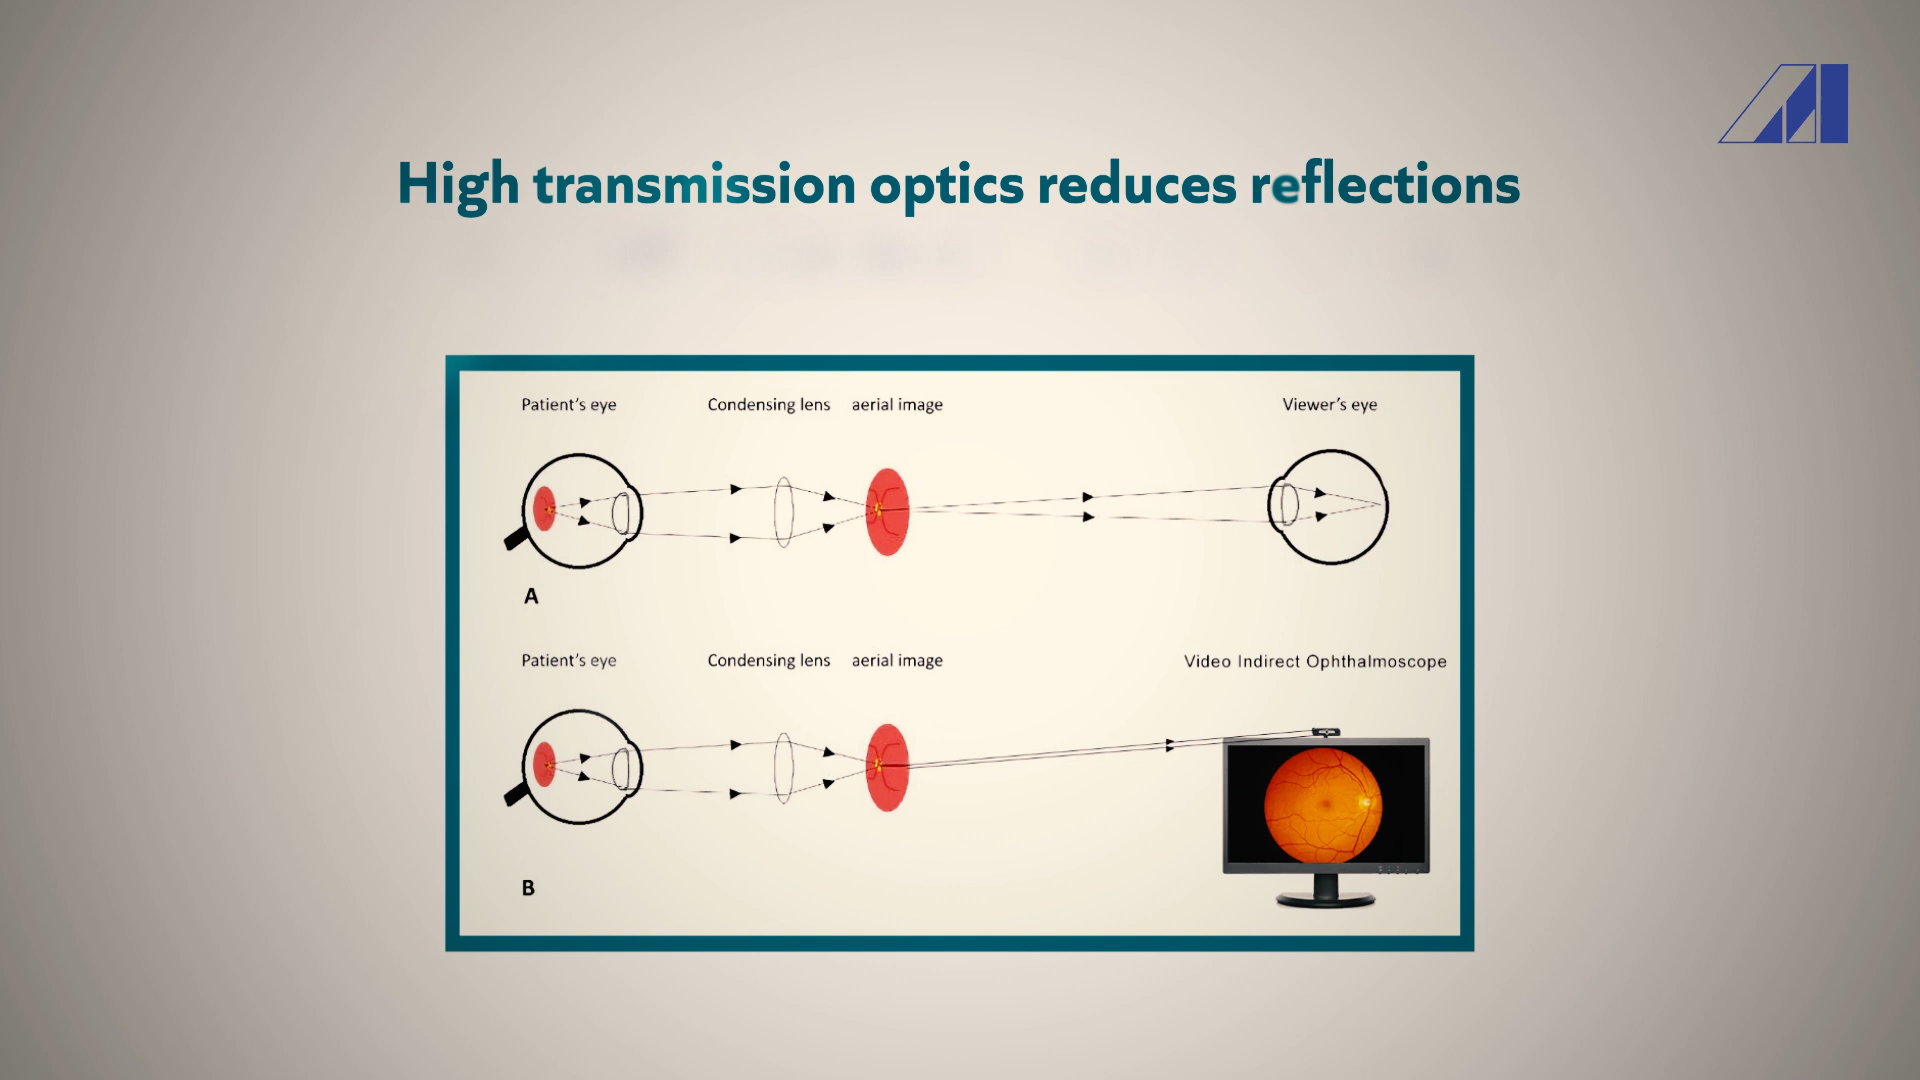 High transmission optics reduces reflections
Patient's eye Condensing lens aerial image Viewer's eye
A
Patient's eye Condensing lens aerial image Video Indirect Ophthalmoscope
B